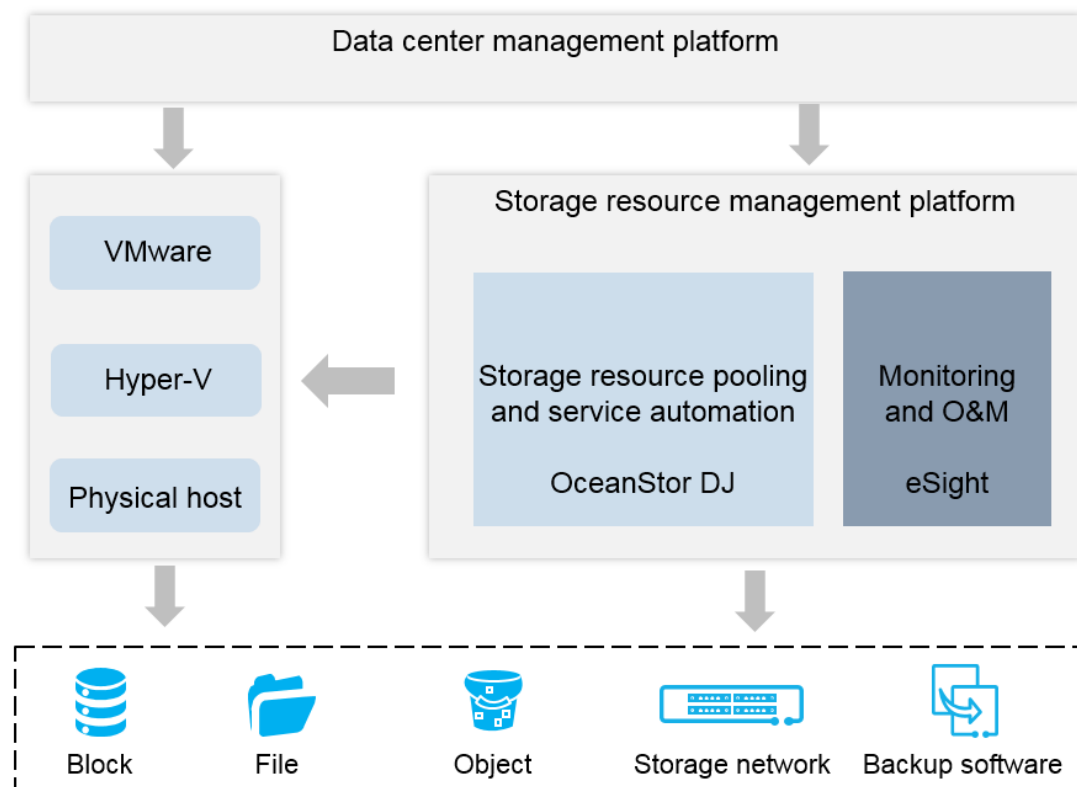 Data center management platform
VMware
Hyper-V
Physical host
Storage resource management platform
Storage resource pooling
and service automation
OceanStor DJ
Monitoring
and O&M
eSight
Block
File
Object
Storage network
Backup software